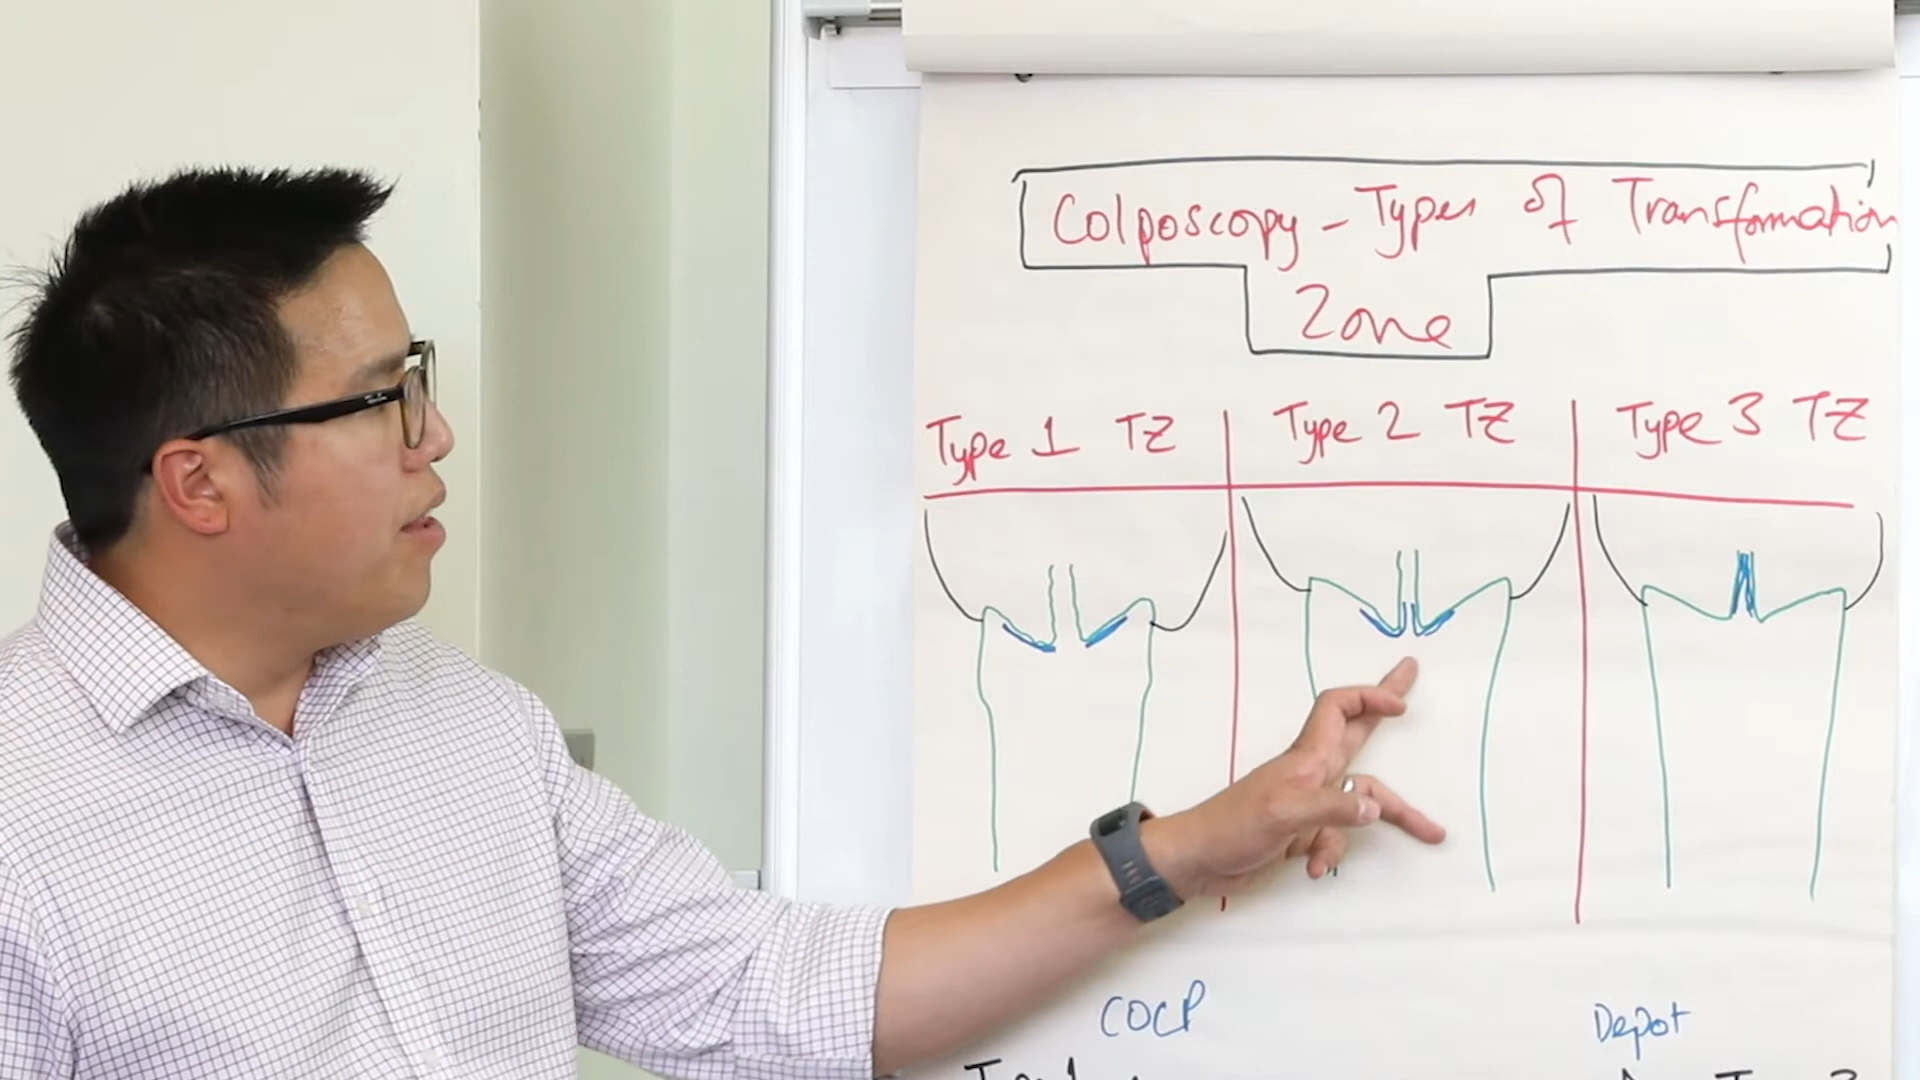 Colposcopy - Types of Transformation
Zone
Type 1 TZ
Type 2 TZ
Type 3 TZ
COCP
Depot